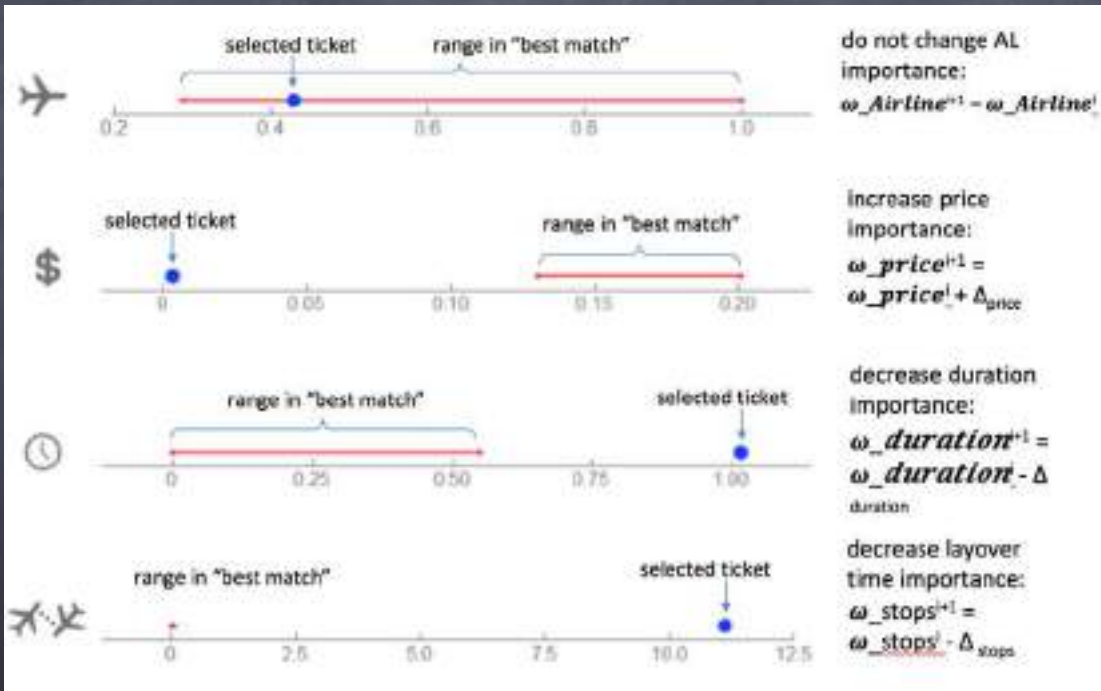 selected ticket range in "best match"
0.2 0.4 0.6 0.8 1.0
do not change AL
importance:
ω_Airline^i+1 = ω_Airline^i
selected ticket
range in "best match"
$
0 0.05 0.10 0.15 0.20
increase price
importance:
ω_price^i+1 =
ω_price^i + Δprice
range in "best match"
selected ticket
0 0.25 0.50 0.75 1.00
decrease duration
importance:
ω_duration^i+1 =
ω_duration^i - Δ
duration
range in "best match"
selected ticket
0 2.5 5.0 7.5 10.0 12.5
decrease layover
time importance:
ω_stops^i+1 =
ω_stops^i - Δ stops